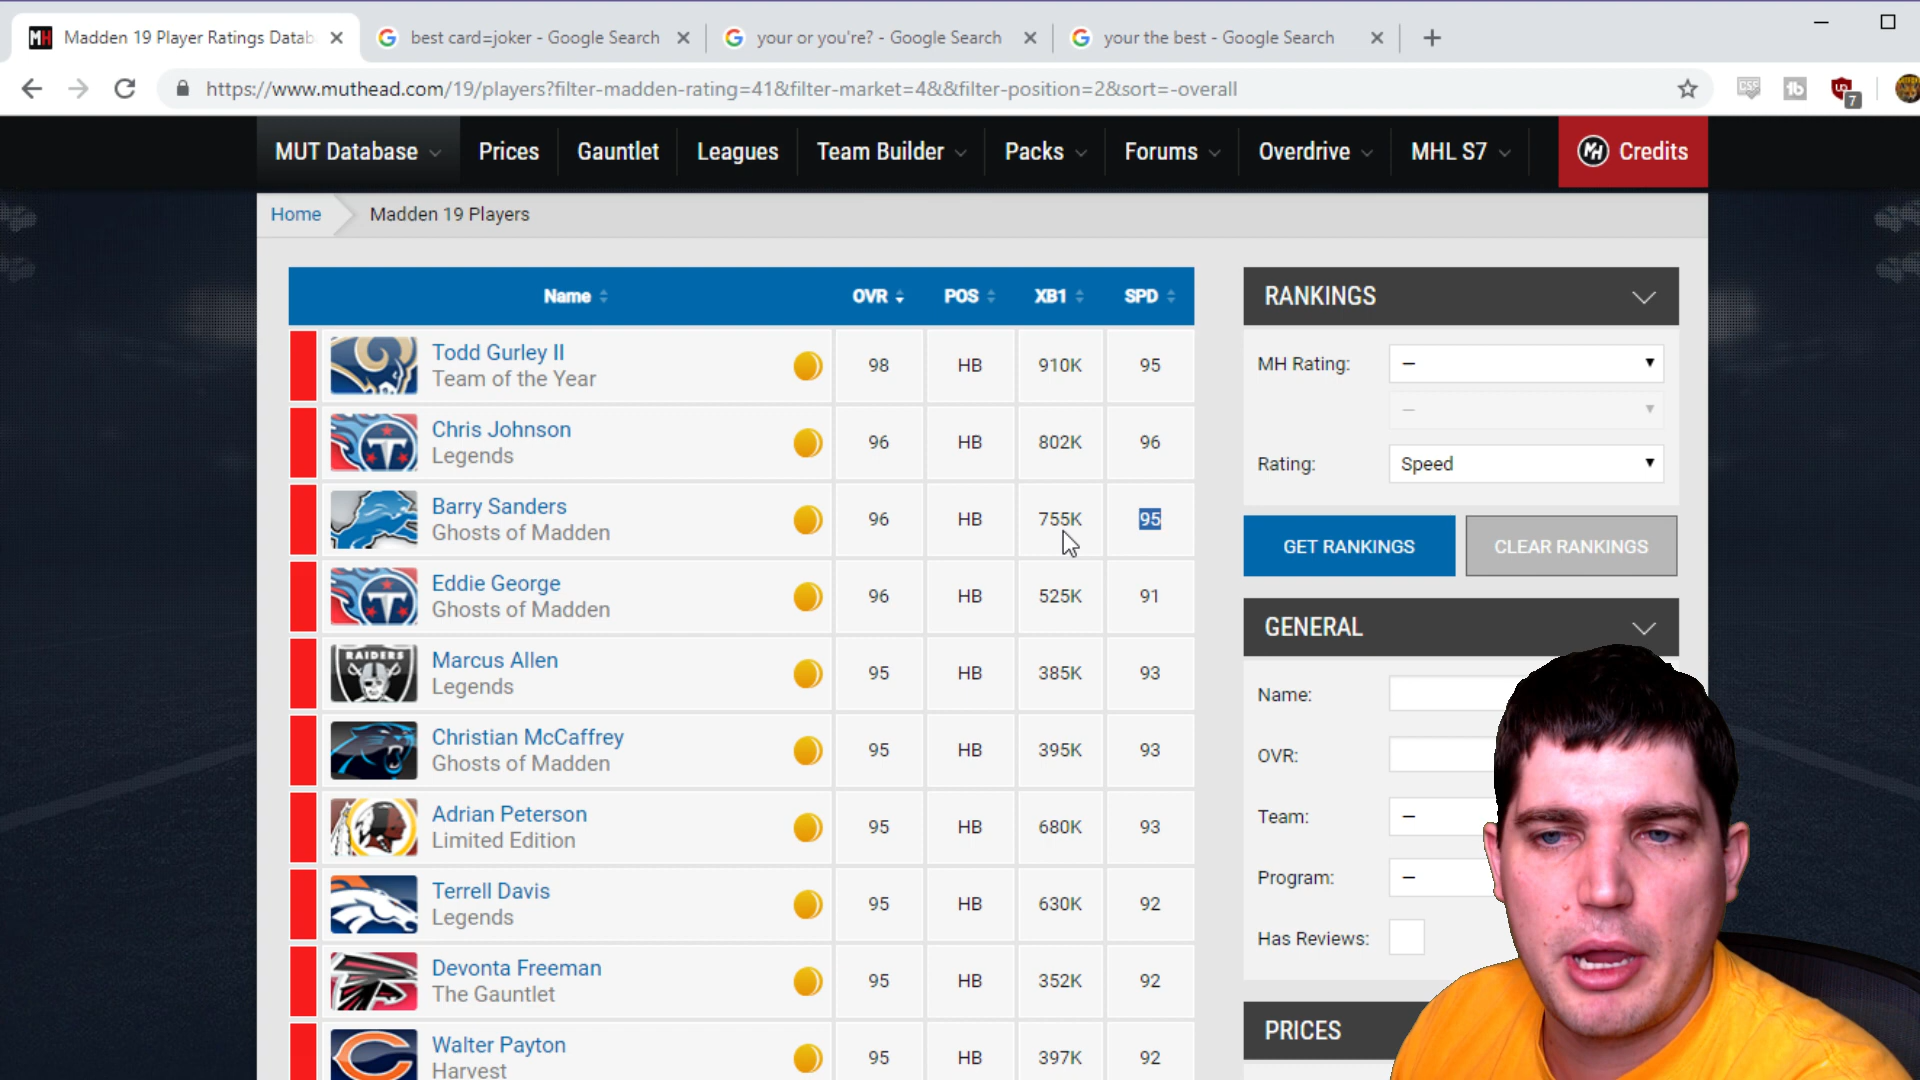 Madden 19 Player Ratings Datab
best card=joker - Google Search
your or you're? - Google Search
your the best - Google Search
https://www.muthead.com/19/players?filter-madden-rating=41&filter-market=4&&filter-position=2&sort=-overall
CSS
tb
7
MUT Database
Prices
Gauntlet
Leagues
Team Builder
Packs
Forums
Overdrive
MHL S7
MH Credits
Home
Madden 19 Players
Name OVR POS XB1 SPD
Todd Gurley II
Team of the Year
98 HB 910K 95
Chris Johnson
Legends
96 HB 802K 96
Barry Sanders
Ghosts of Madden
96 HB 755K 95
Eddie George
Ghosts of Madden
96 HB 525K 91
RAIDERS
Marcus Allen
Legends
95 HB 385K 93
Christian McCaffrey
Ghosts of Madden
95 HB 395K 93
Adrian Peterson
Limited Edition
95 HB 680K 93
Terrell Davis
Legends
95 HB 630K 92
Devonta Freeman
The Gauntlet
95 HB 352K 92
Walter Payton
Harvest
95 HB 397K 92
RANKINGS
MH Rating: –
–
Rating: Speed
GET RANKINGS
CLEAR RANKINGS
GENERAL
Name:
OVR:
Team: –
Program: –
Has Reviews:
PRICES